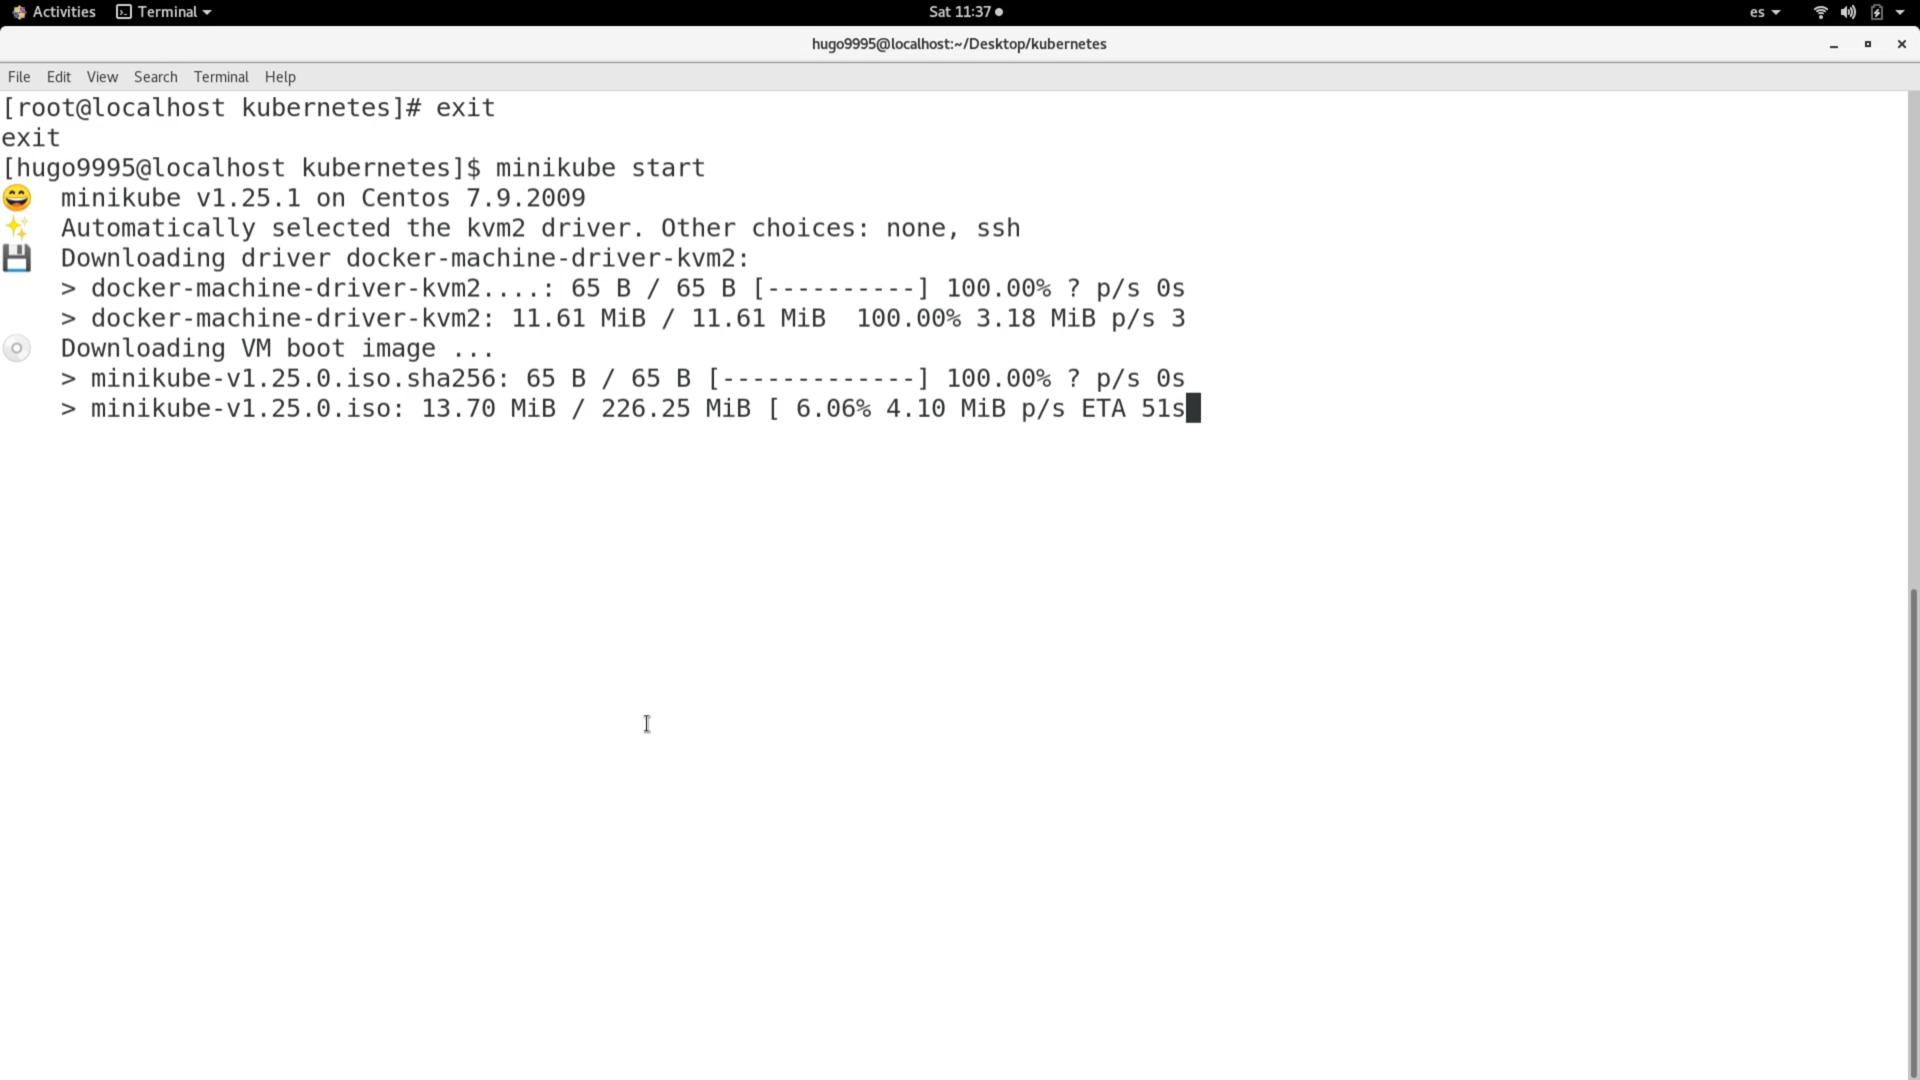 Activities Terminal Sat 11:37 es
hugo9995@localhost:~/Desktop/kubernetes
File Edit View Search Terminal Help
[root@localhost kubernetes]# exit
exit
[hugo9995@localhost kubernetes]$ minikube start
😄  minikube v1.25.1 on Centos 7.9.2009
✨  Automatically selected the kvm2 driver. Other choices: none, ssh
💾  Downloading driver docker-machine-driver-kvm2:
    > docker-machine-driver-kvm2....: 65 B / 65 B [----------] 100.00% ? p/s 0s
    > docker-machine-driver-kvm2: 11.61 MiB / 11.61 MiB  100.00% 3.18 MiB p/s 3
💿  Downloading VM boot image ...
    > minikube-v1.25.0.iso.sha256: 65 B / 65 B [-------------] 100.00% ? p/s 0s
    > minikube-v1.25.0.iso: 13.70 MiB / 226.25 MiB [ 6.06% 4.10 MiB p/s ETA 51s